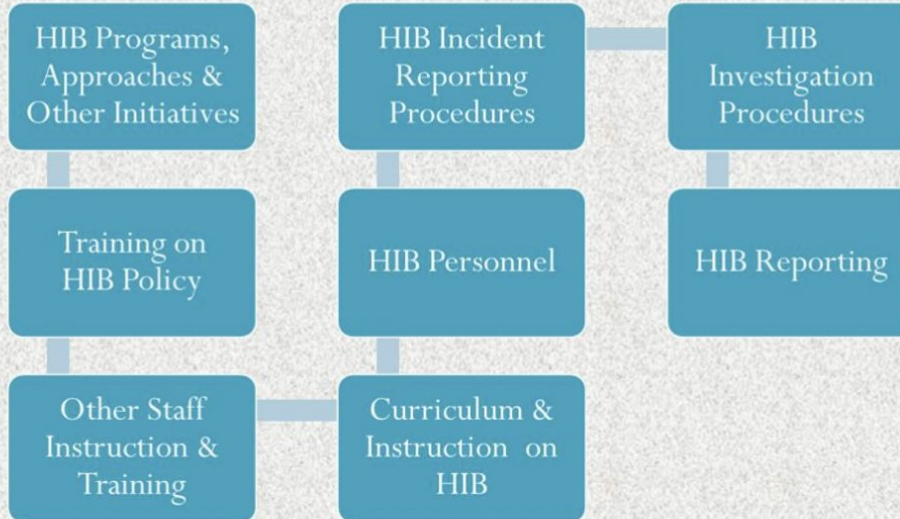 HIB Programs,
Approaches &
Other Initiatives
Training on
HIB Policy
Other Staff
Instruction &
Training
Curriculum &
Instruction on
HIB
HIB Personnel
HIB Incident
Reporting
Procedures
HIB
Investigation
Procedures
HIB Reporting